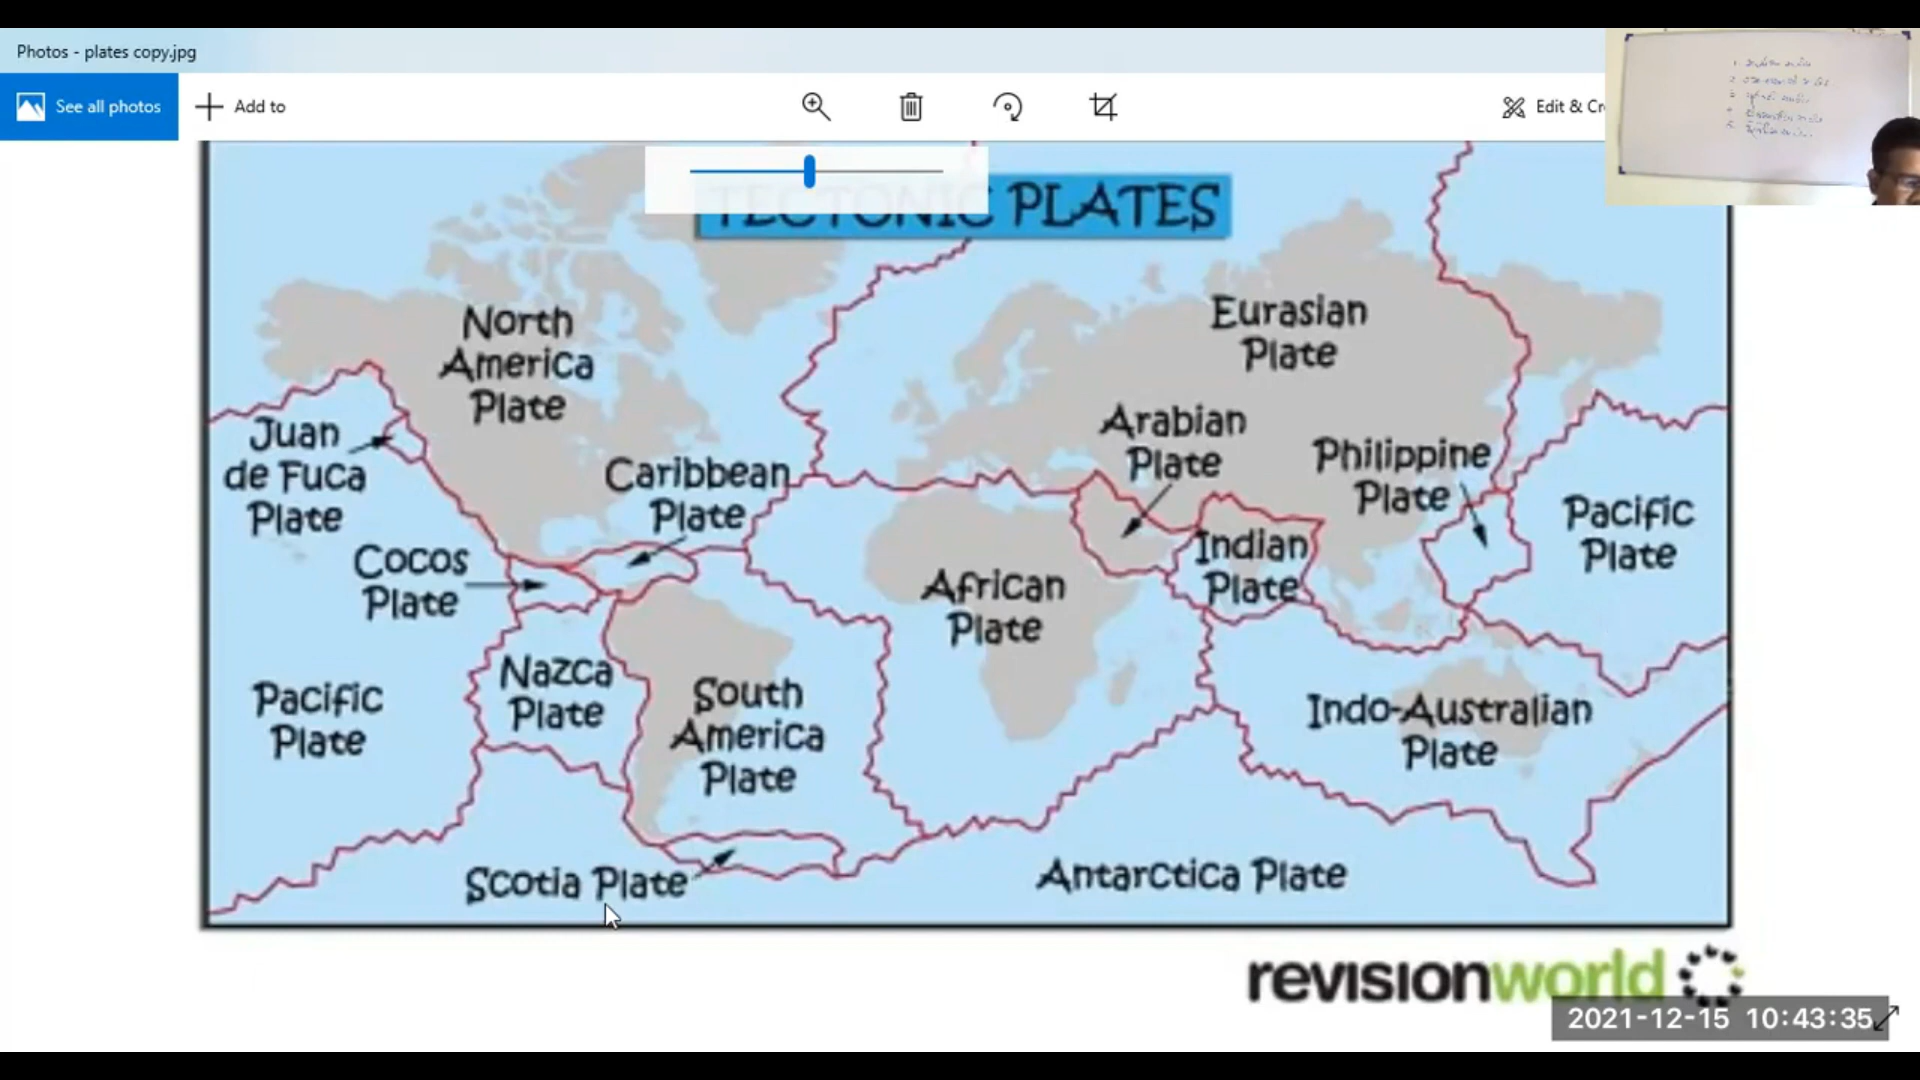 Photos - plates copy.jpg
See all photos
Add to
Edit & Cr
TECTONIC PLATES
North
America
Plate
Eurasian
Plate
Juan
de Fuca
Plate
Caribbean
Plate
Arabian
Plate
Philippine
Plate
Pacific
Plate
Cocos
Plate
Indian
Plate
African
Plate
Pacific
Plate
Nazca
Plate
South
America
Plate
Indo-Australian
Plate
Scotia Plate
Antarctica Plate
revisionworld
2021-12-15 10:43:35